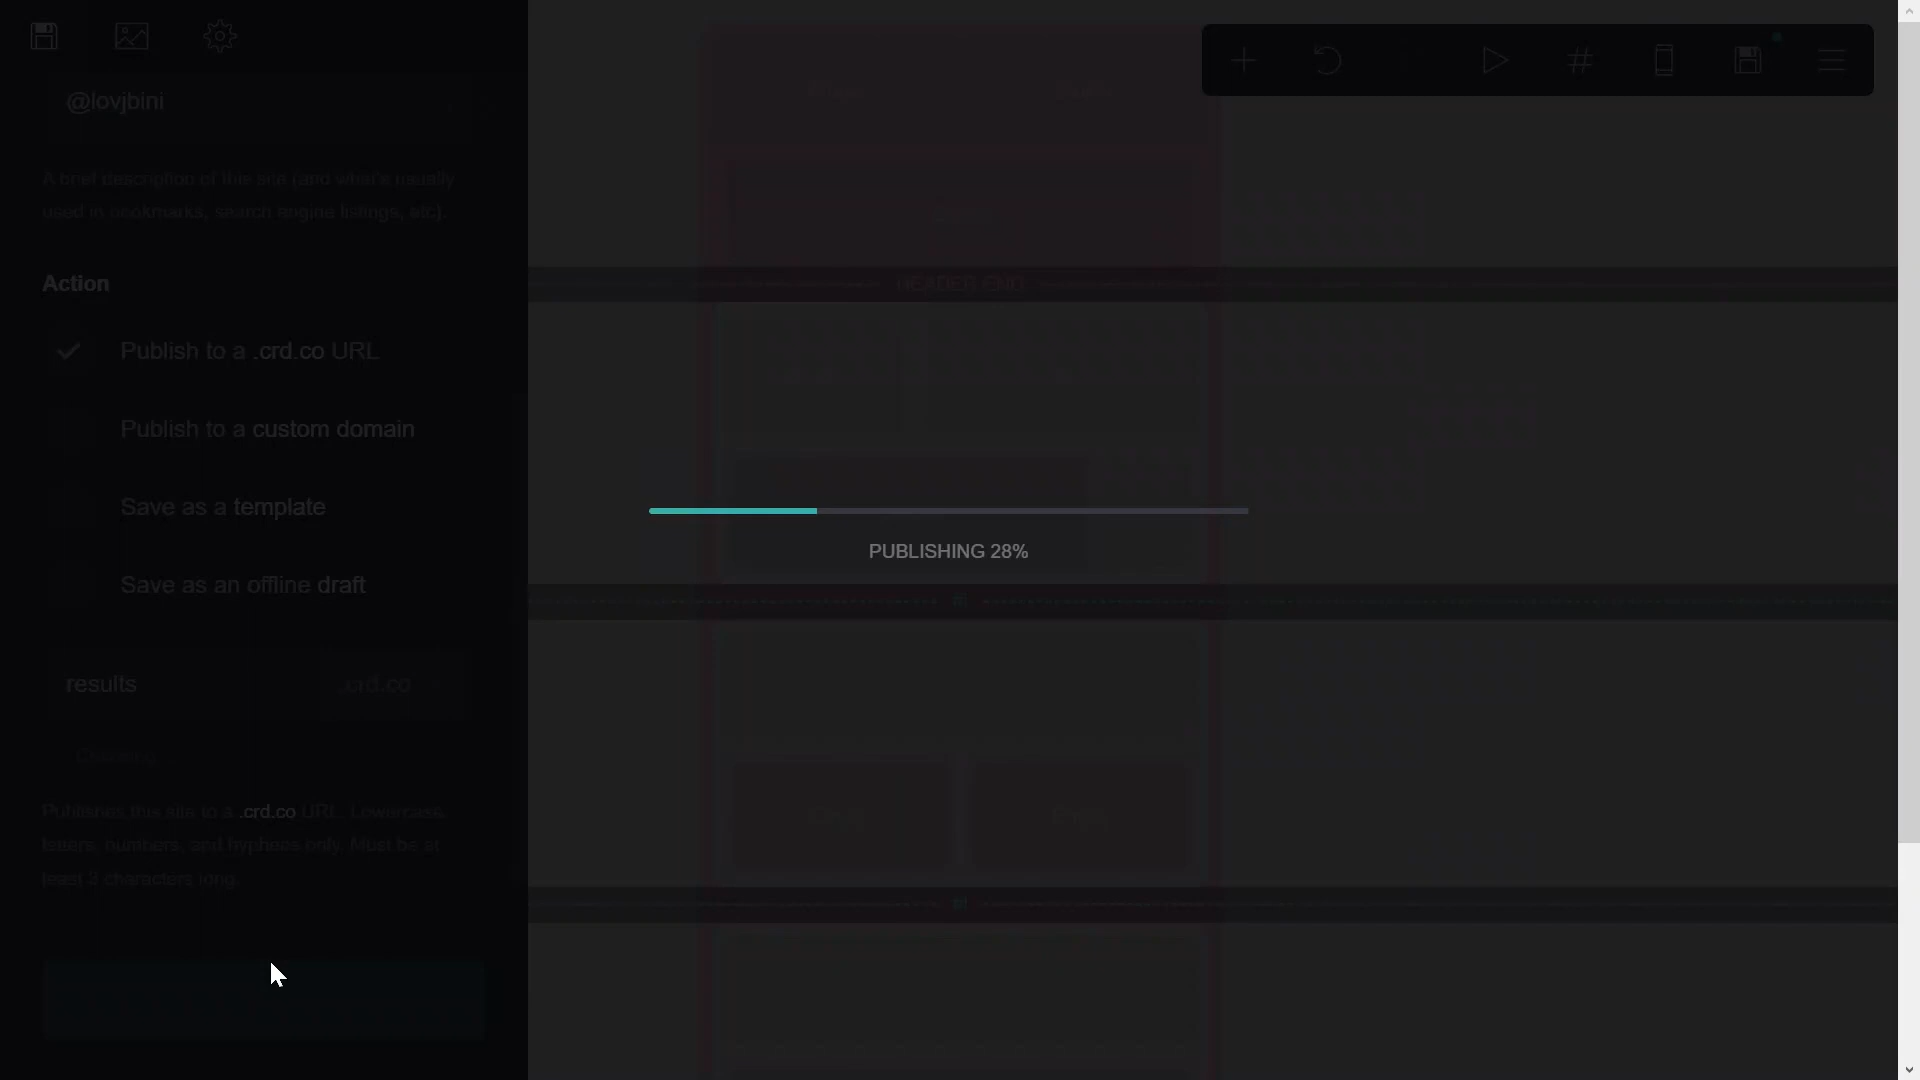 @lovjbini
A brief description of this site (and what's usually
used in bookmarks, search engine listings, etc).
Action
Publish to a .crd.co URL
Publish to a custom domain
Save as a template
Save as an offline draft
results
.crd.co
Publishes this site to a .crd.co URL. Lowercase
letters, numbers, and hyphens only. Must be at
least 3 characters long.
HEADER END
PUBLISHING 28%